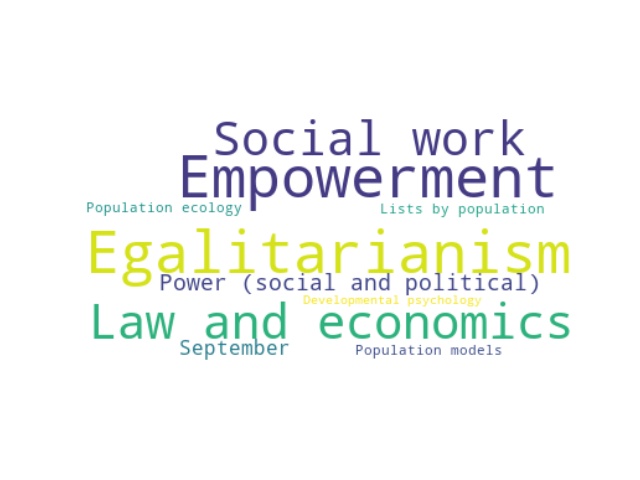 Social work
Empowerment
Population ecology
Lists by population
Egalitarianism
Power (social and political)
Developmental psychology
Law and economics
September
Population models